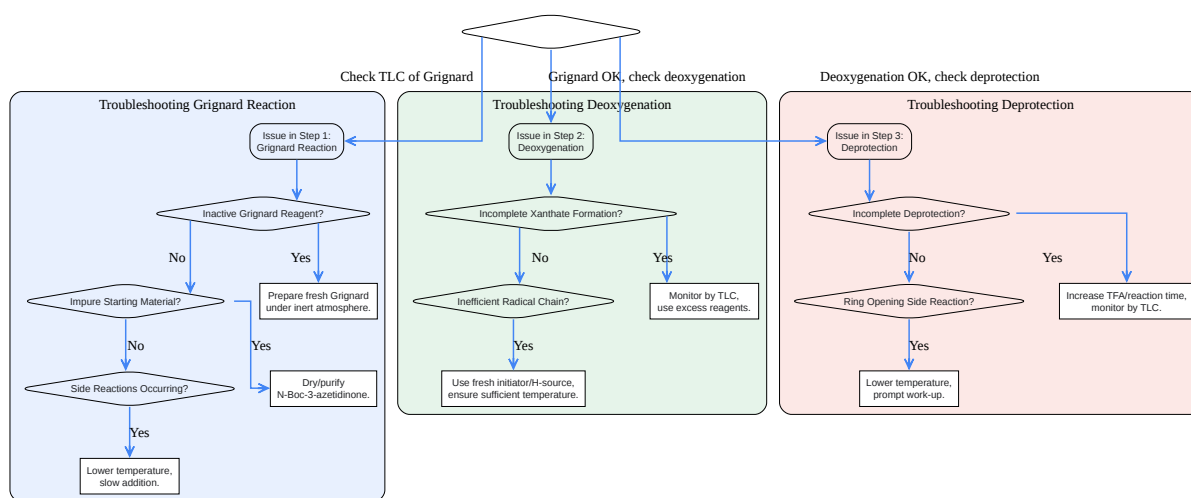 Check TLC of Grignard
Grignard OK, check deoxygenation
Deoxygenation OK, check deprotection
Troubleshooting Grignard Reaction
Issue in Step 1:
Grignard Reaction
Inactive Grignard Reagent?
No
Yes
Prepare fresh Grignard
under inert atmosphere.
Impure Starting Material?
No
Yes
Dry/purify
N-Boc-3-azetidinone.
Side Reactions Occurring?
Yes
Lower temperature,
slow addition.
Troubleshooting Deoxygenation
Issue in Step 2:
Deoxygenation
Incomplete Xanthate Formation?
No
Yes
Monitor by TLC,
use excess reagents.
Inefficient Radical Chain?
Yes
Use fresh initiator/H-source,
ensure sufficient temperature.
Troubleshooting Deprotection
Issue in Step 3:
Deprotection
Incomplete Deprotection?
No
Yes
Increase TFA/reaction time,
monitor by TLC.
Ring Opening Side Reaction?
Yes
Lower temperature,
prompt work-up.